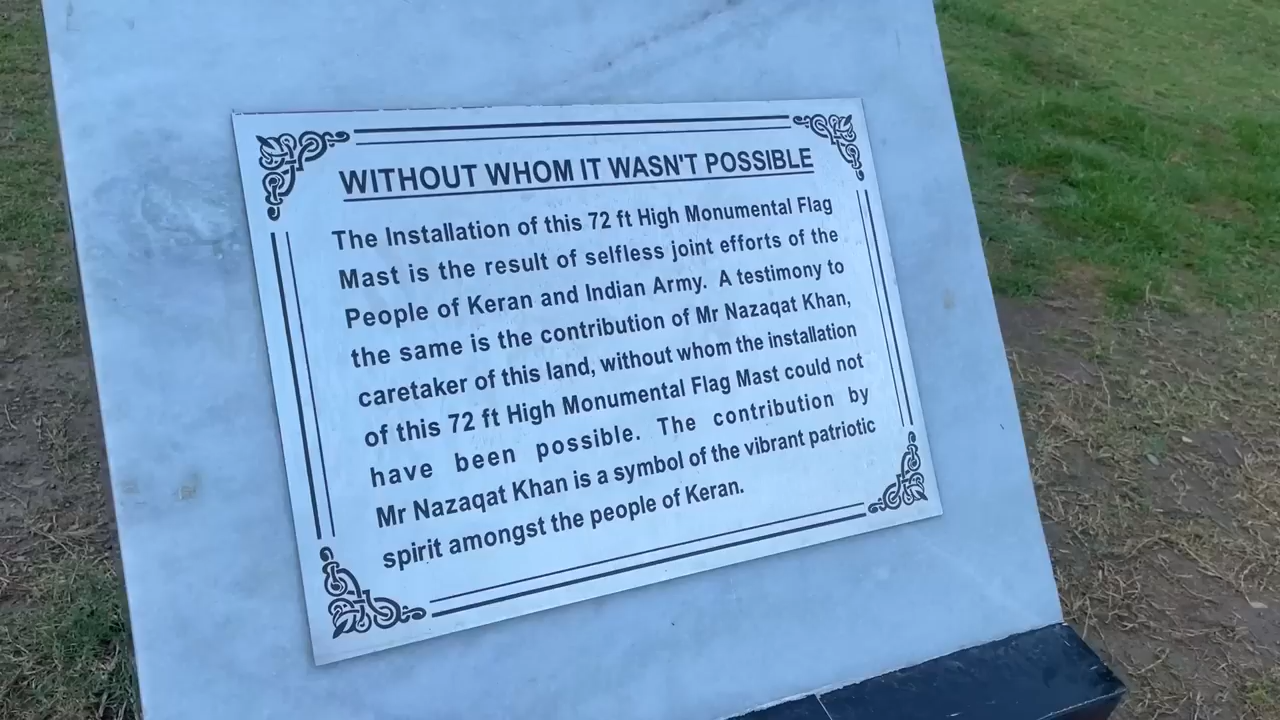 WITHOUT WHOM IT WASN'T POSSIBLE
The Installation of this 72 ft High Monumental Flag
Mast is the result of selfless joint efforts of the
People of Keran and Indian Army. A testimony to
the same is the contribution of Mr Nazaqat Khan,
caretaker of this land, without whom the installation
of this 72 ft High Monumental Flag Mast could not
have been possible. The contribution by
Mr Nazaqat Khan is a symbol of the vibrant patriotic
spirit amongst the people of Keran.